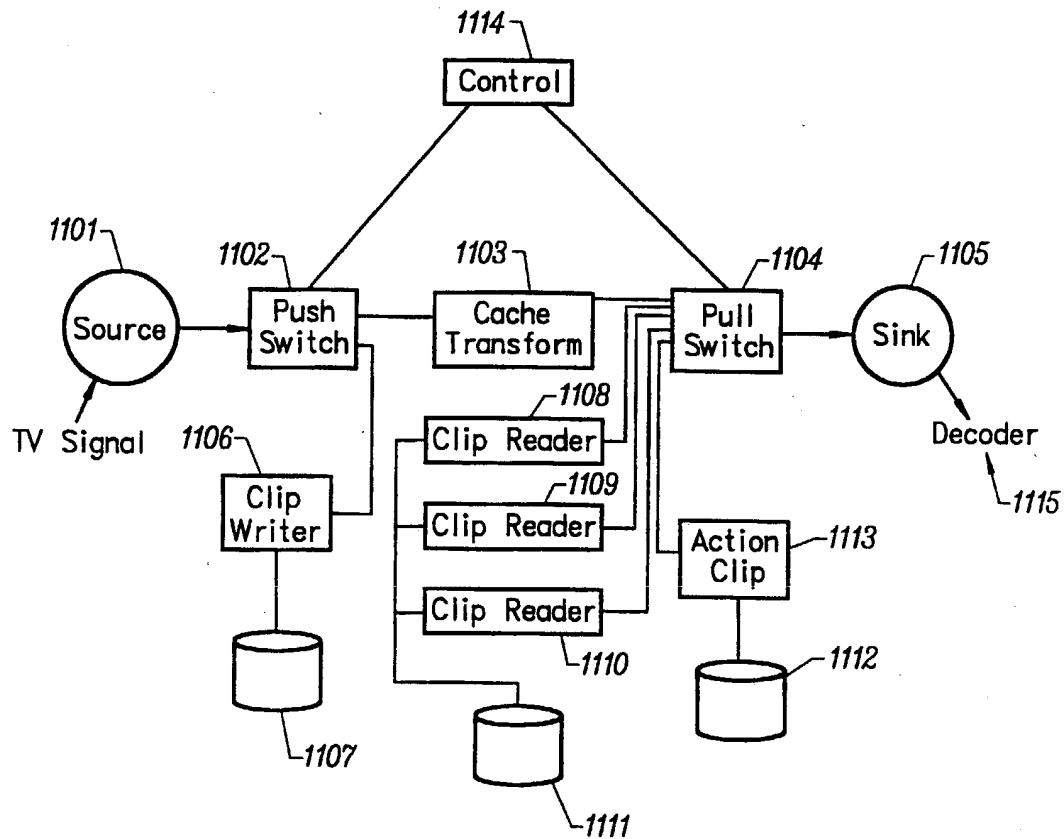 1114
Control
1101
1102
1103
1104
1105
Source
Push
Switch
Cache
Transform
Pull
Switch
Sink
TV Signal
1106
1108
Clip Reader
Decoder
1115
Clip
Writer
1109
Clip Reader
Action
Clip
1113
Clip Reader
1110
1107
1112
1111